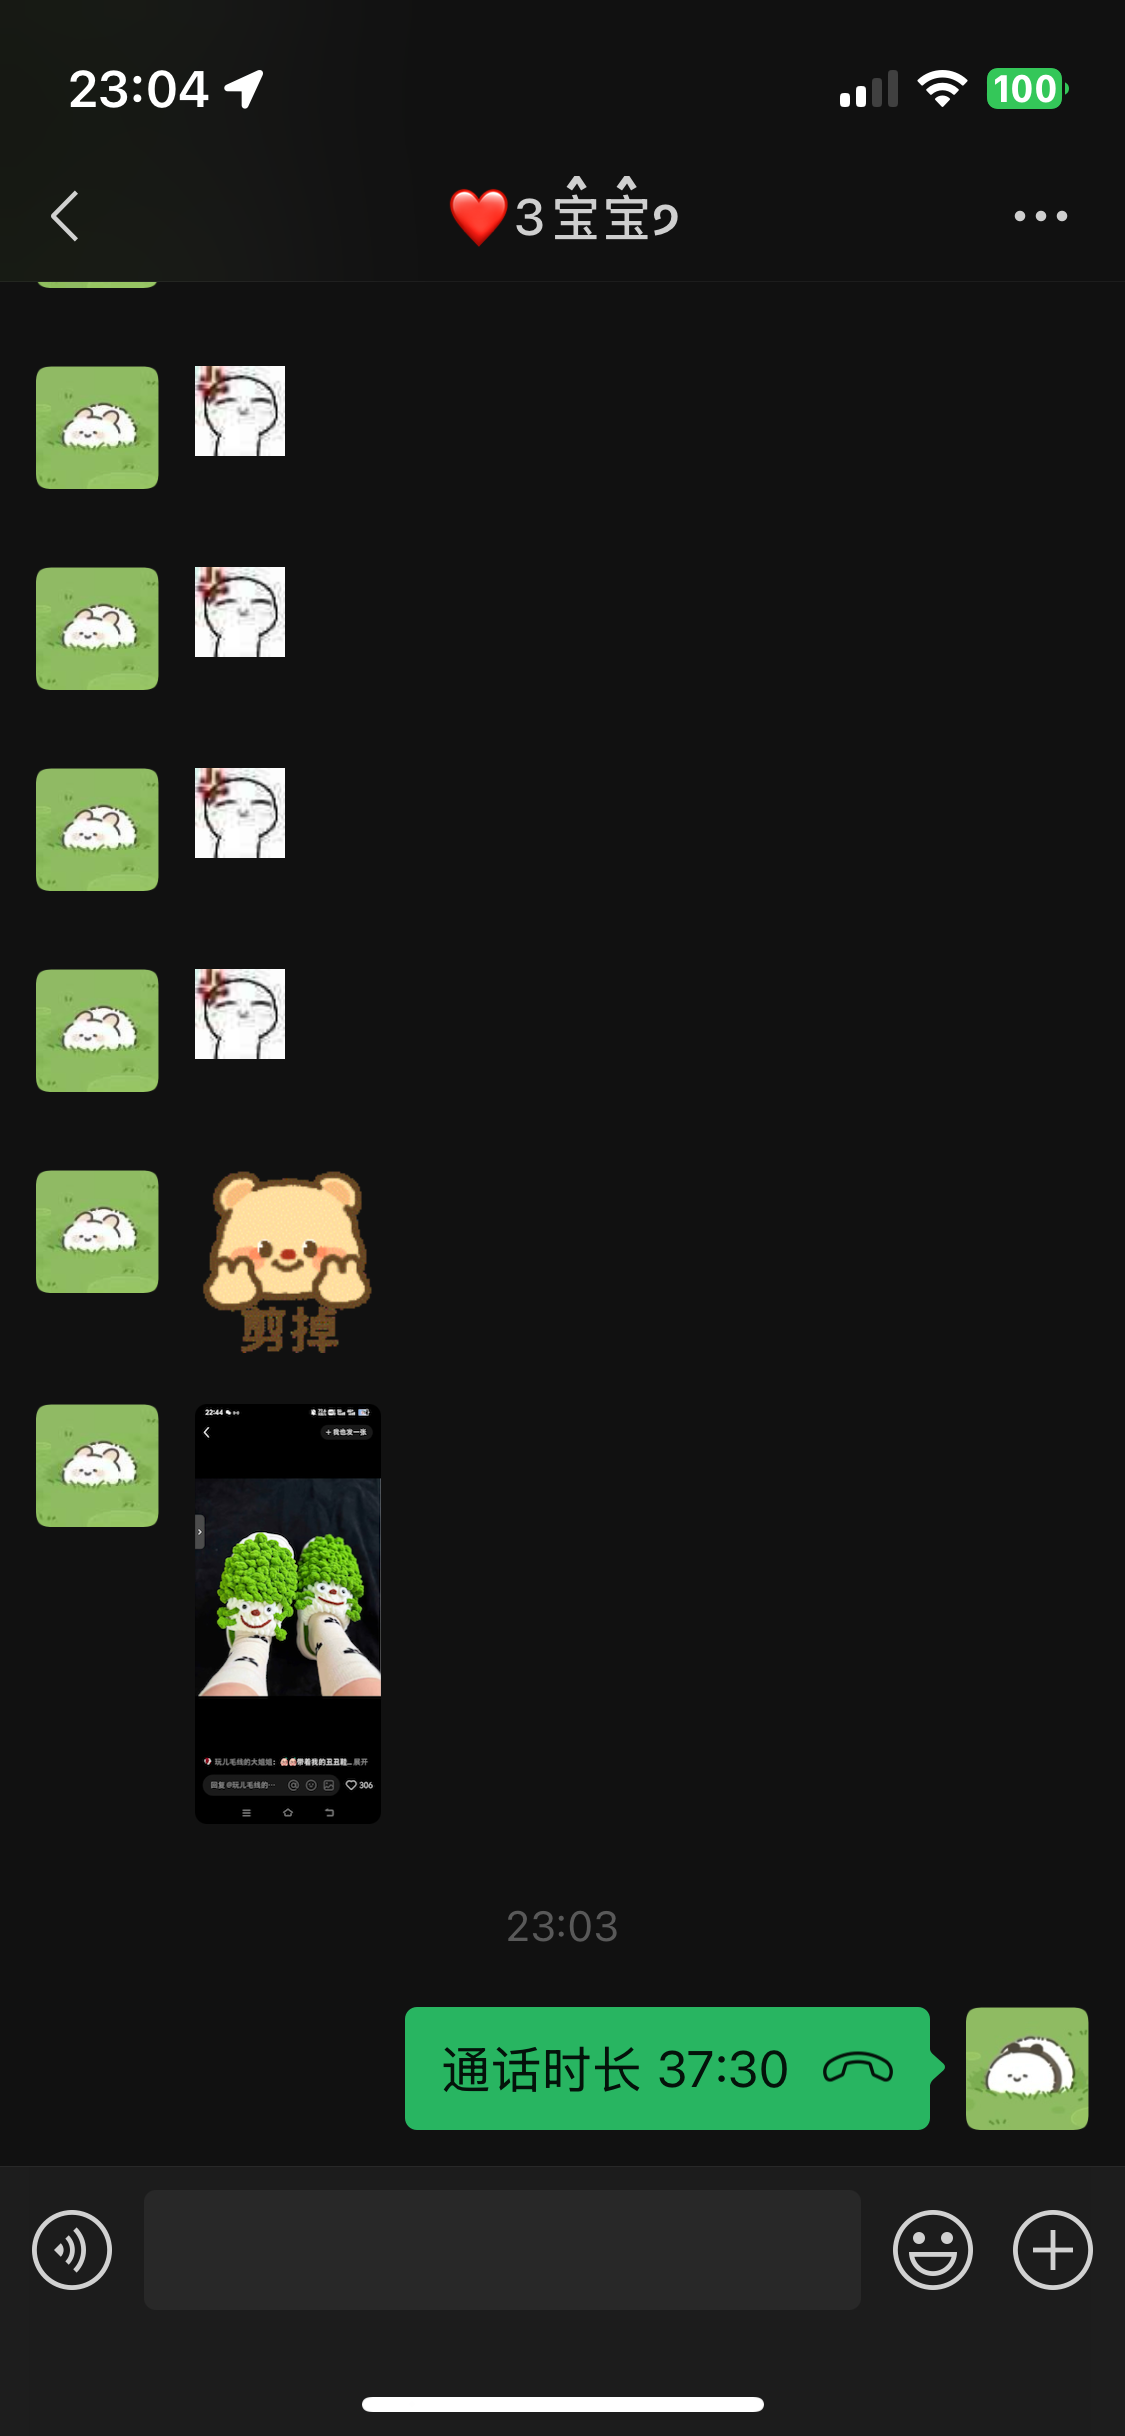 23:04
100
❤️3宝̂宝̂೨
剪掉
22:44
+ 我也发一张
玩儿毛线的大姐姐: 带着我的丑丑鞋... 展开
回复 @玩儿毛线的...
306
23:03
通话时长 37:30